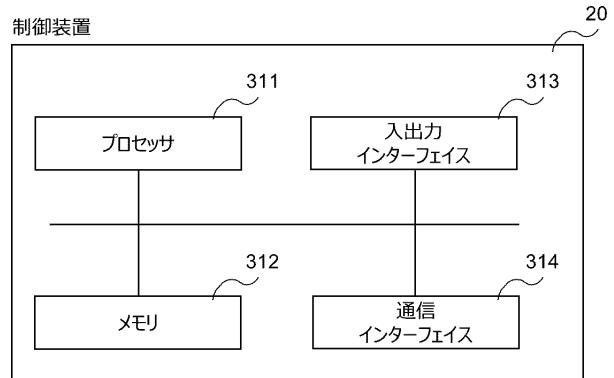 制御装置
20
311
プロセッサ
313
入出力
インターフェイス
312
メモリ
314
通信
インターフェイス